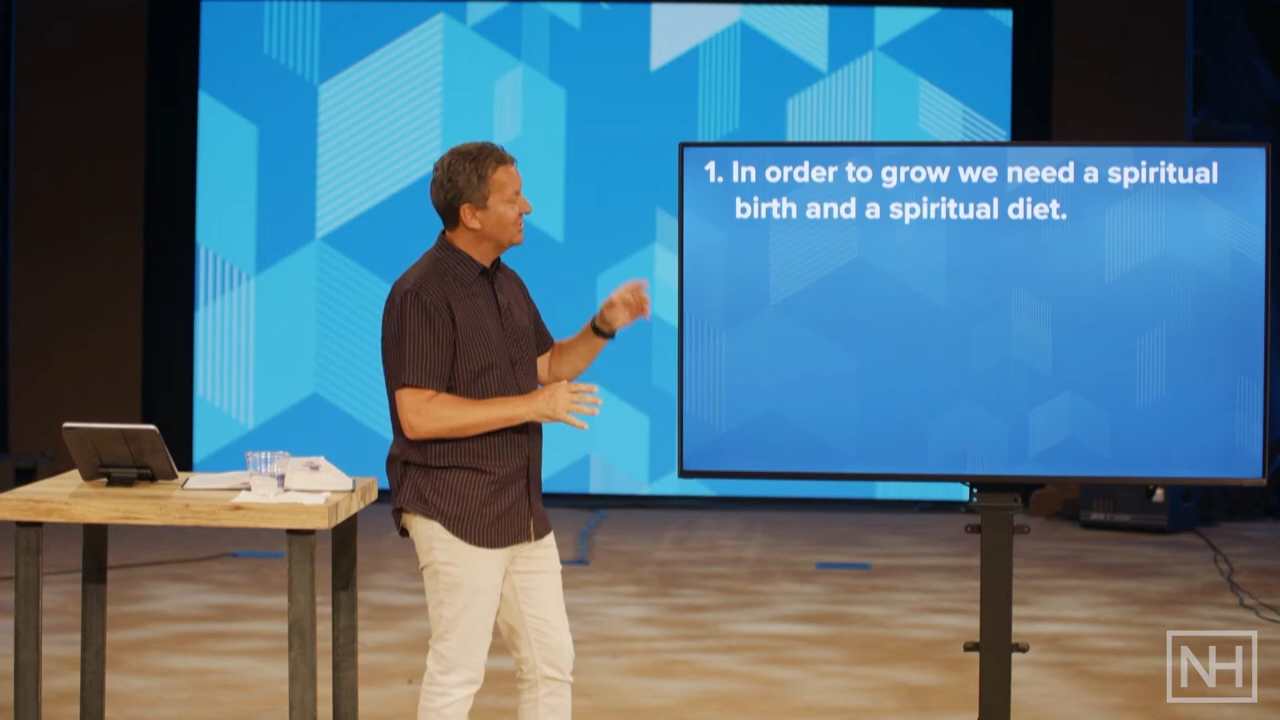 1. In order to grow we need a spiritual
birth and a spiritual diet.
NH